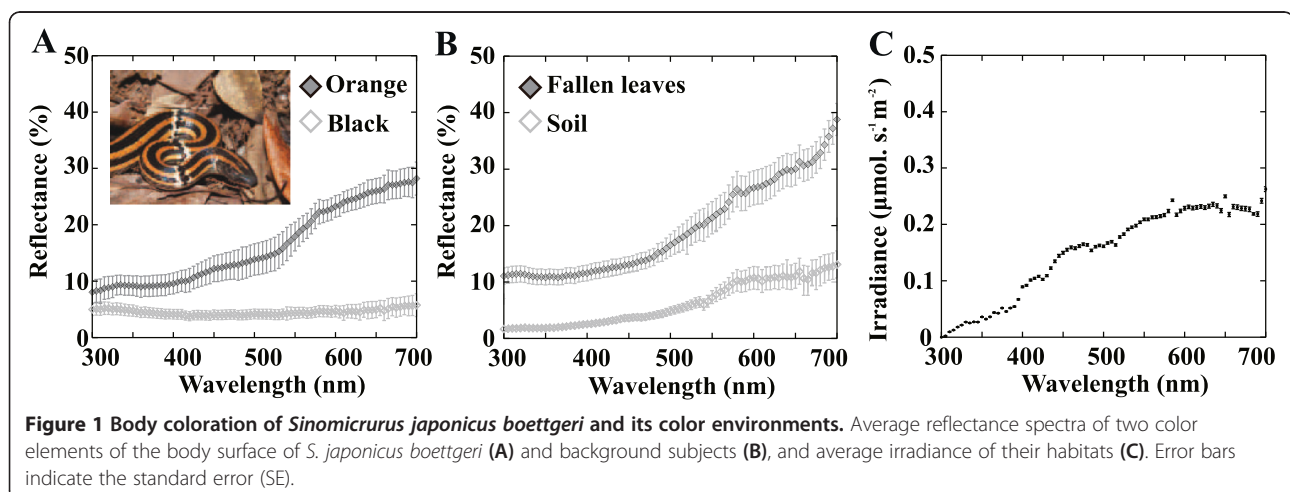 A
50
40
30
20
10
0
Reflectance (%)
Orange
Black
300
400
500
600
700
Wavelength (nm)
B
50
40
30
20
10
0
Reflectance (%)
Fallen leaves
Soil
300
400
500
600
700
Wavelength (nm)
C
0.5
0.4
0.3
0.2
0.1
0
Irradiance (μmol. s⁻¹ m⁻²)
300
400
500
600
700
Wavelength (nm)
Figure 1 Body coloration of Sinomicrurus japonicus boettgeri and its color environments. Average reflectance spectra of two color
elements of the body surface of S. japonicus boettgeri (A) and background subjects (B), and average irradiance of their habitats (C). Error bars
indicate the standard error (SE).